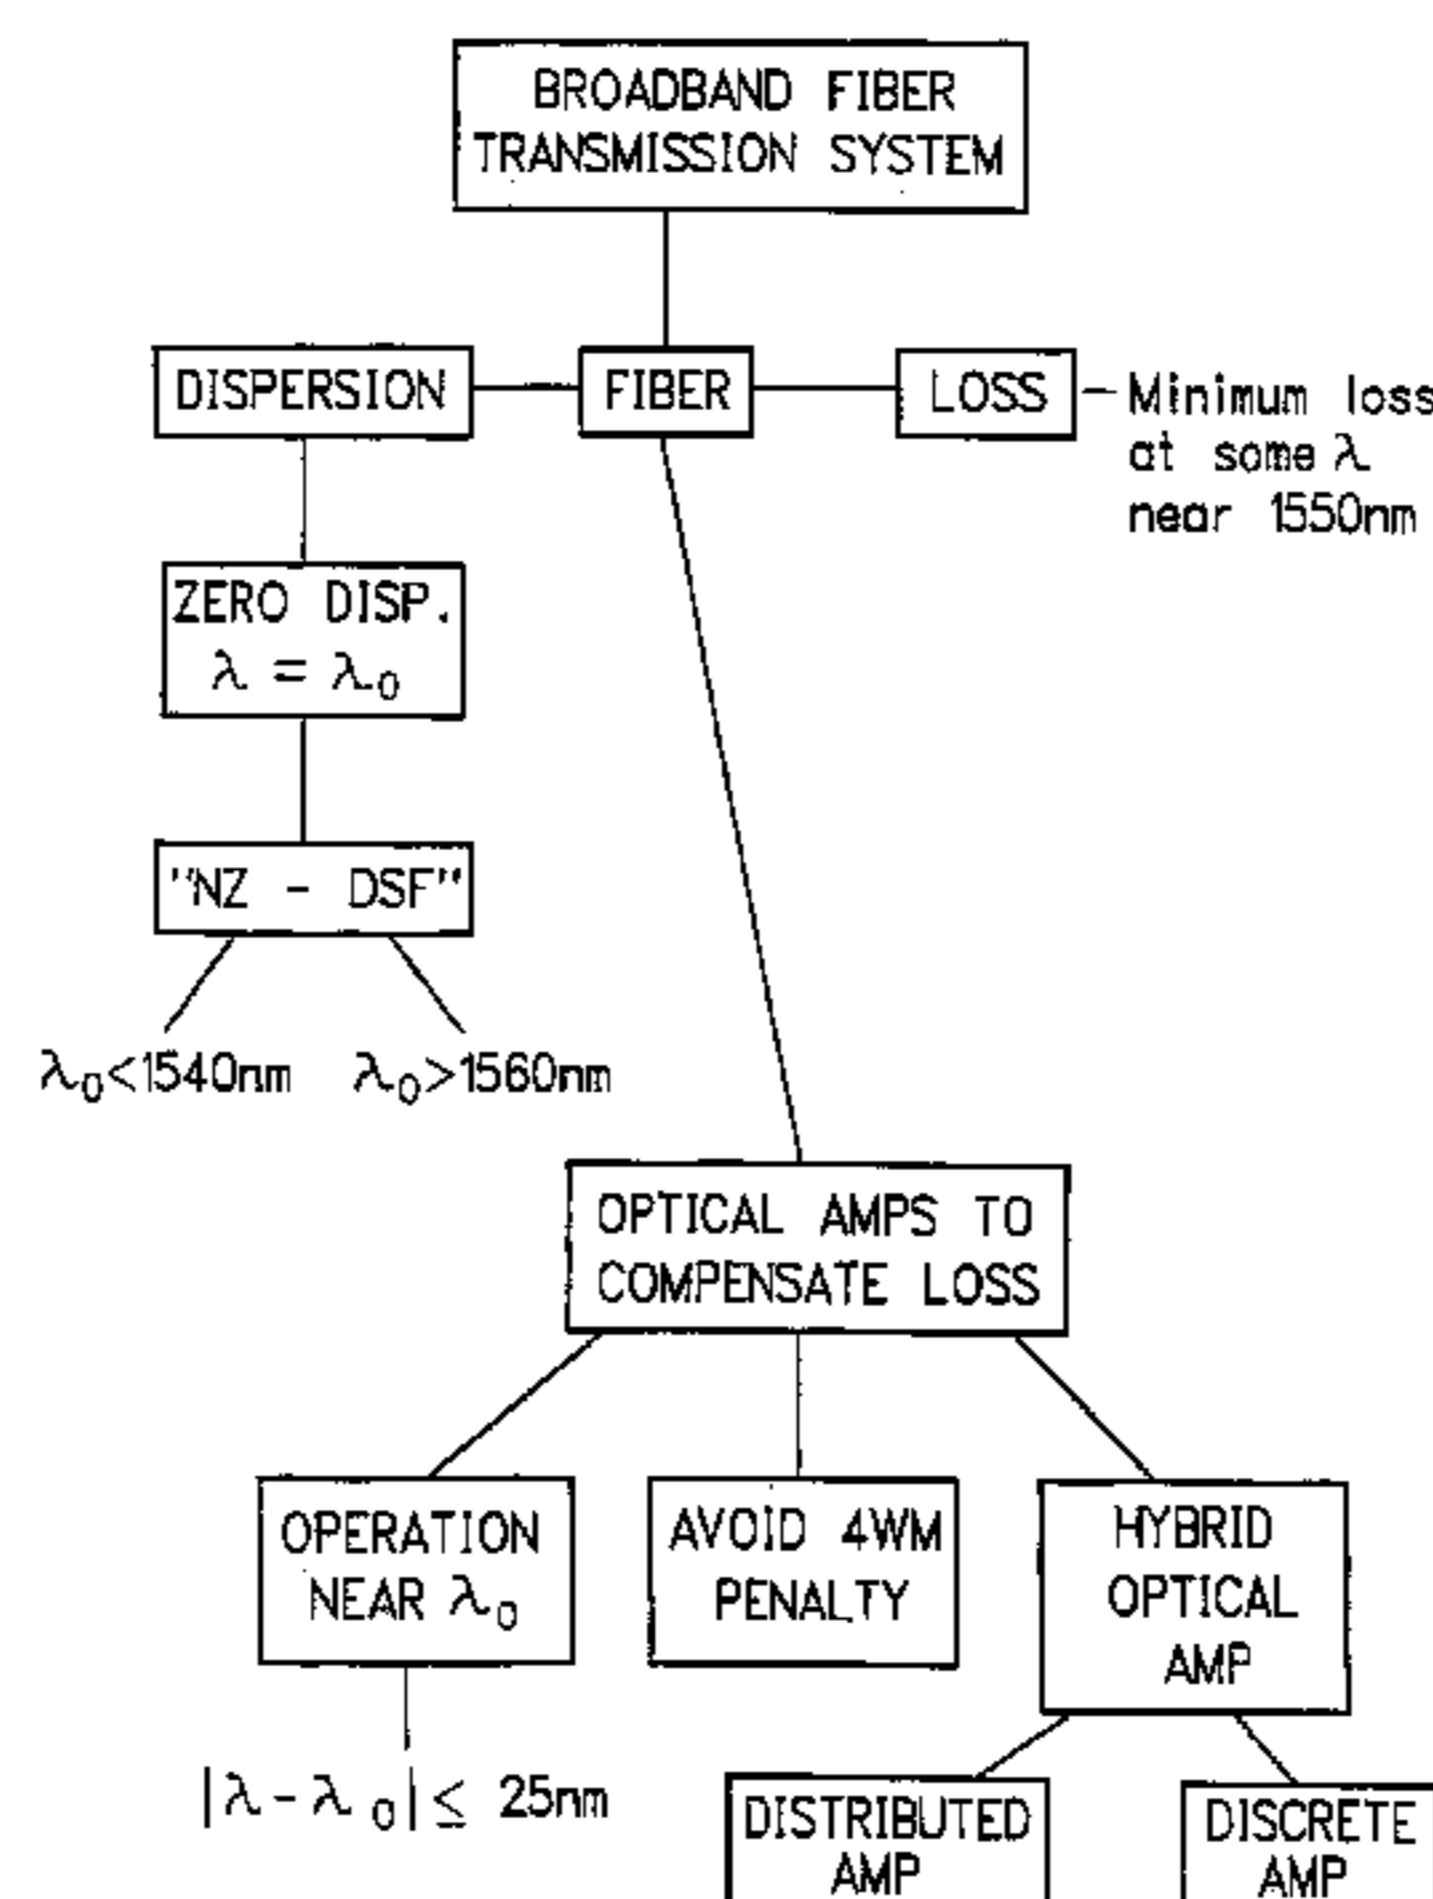 BROADBAND FIBER
TRANSMISSION SYSTEM
DISPERSION
FIBER
LOSS
Minimum loss
at some λ
near 1550nm
ZERO DISP.
λ = λ₀
"NZ - DSF"
λ₀<1540nm
λ₀>1560nm
OPTICAL AMPS TO
COMPENSATE LOSS
OPERATION
NEAR λ₀
AVOID 4WM
PENALTY
HYBRID
OPTICAL
AMP
|λ-λ₀|≤ 25nm
DISTRIBUTED
AMP
DISCRETE
AMP